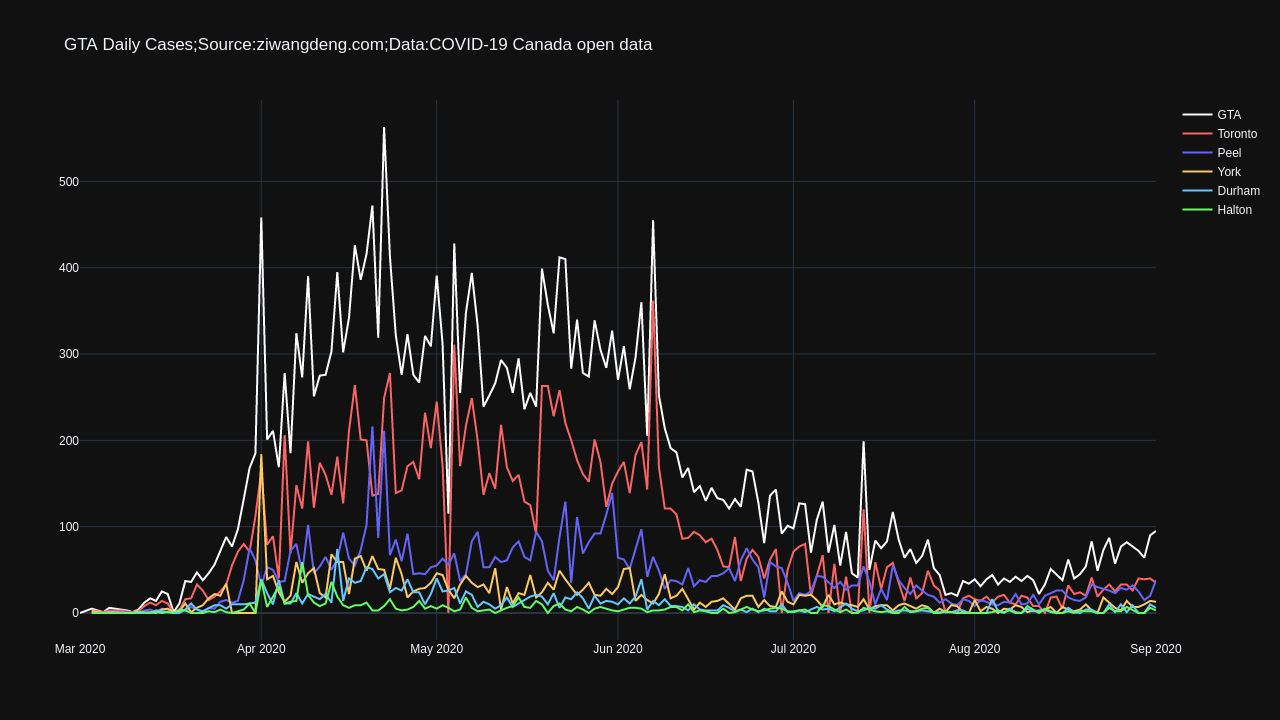 GTA Daily Cases;Source:ziwangdeng.com;Data:COVID-19 Canada open data
GTA
Toronto
Peel
York
Durham
Halton
500
400
300
200
100
0
Mar 2020
Apr 2020
May 2020
Jun 2020
Jul 2020
Aug 2020
Sep 2020